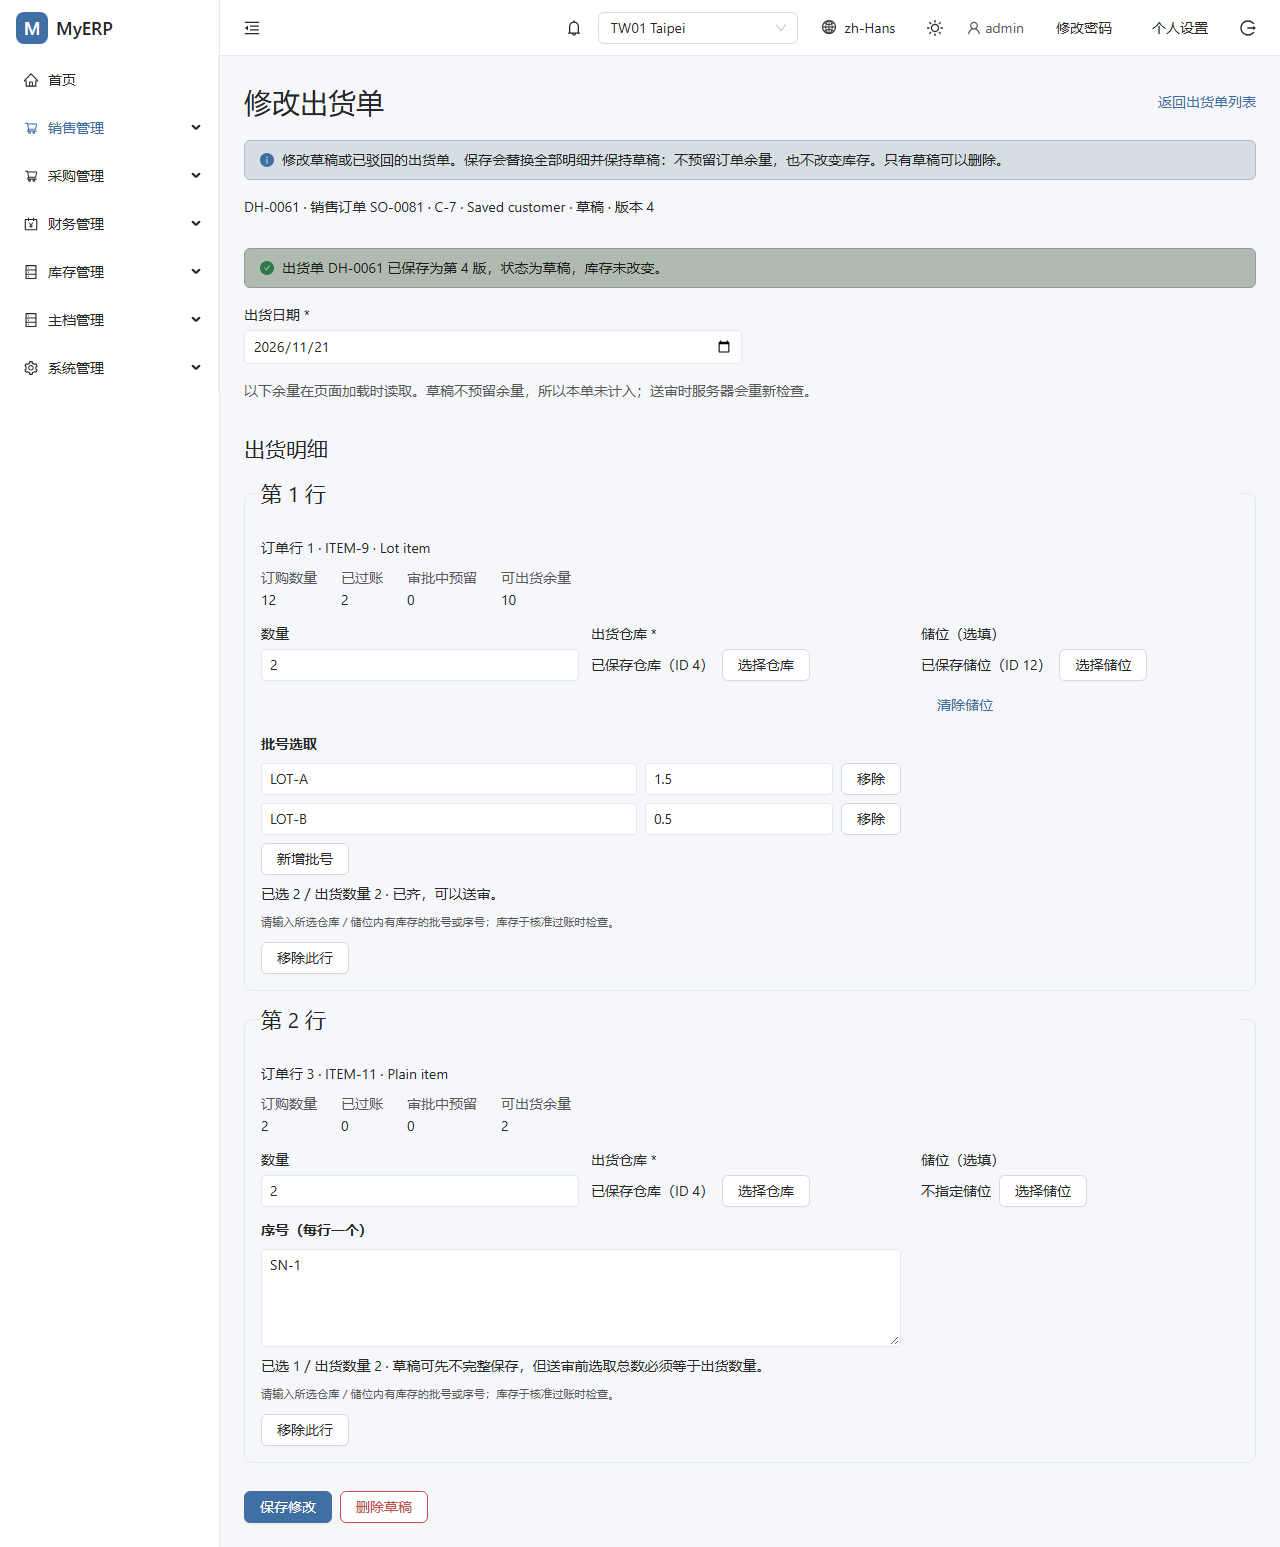 M MyERP
TW01 Taipei
zh-Hans
admin
修改密码
个人设置
首页
销售管理
采购管理
财务管理
库存管理
主档管理
系统管理
修改出货单
返回出货单列表
修改草稿或已驳回的出货单。保存会替换全部明细并保持草稿：不预留订单余量，也不改变库存。只有草稿可以删除。
DH-0061 · 销售订单 SO-0081 · C-7 · Saved customer · 草稿 · 版本 4
出货单 DH-0061 已保存为第 4 版，状态为草稿，库存未改变。
出货日期 *
2026/11/21
以下余量在页面加载时读取。草稿不预留余量，所以本单未计入；送审时服务器会重新检查。
出货明细
第 1 行
订单行 1 · ITEM-9 · Lot item
订购数量 已过账 审批中预留 可出货余量
12 2 0 10
数量 出货仓库 * 储位（选填）
2 已保存仓库（ID 4） 选择仓库 已保存储位（ID 12） 选择储位
清除储位
批号选取
LOT-A 1.5 移除
LOT-B 0.5 移除
新增批号
已选 2 / 出货数量 2 · 已齐，可以送审。
请输入所选仓库 / 储位内有库存的批号或序号；库存于核准过账时检查。
移除此行
第 2 行
订单行 3 · ITEM-11 · Plain item
订购数量 已过账 审批中预留 可出货余量
2 0 0 2
数量 出货仓库 * 储位（选填）
2 已保存仓库（ID 4） 选择仓库 不指定储位 选择储位
序号（每行一个）
SN-1
已选 1 / 出货数量 2 · 草稿可先不完整保存，但送审前选取总数必须等于出货数量。
请输入所选仓库 / 储位内有库存的批号或序号；库存于核准过账时检查。
移除此行
保存修改 删除草稿